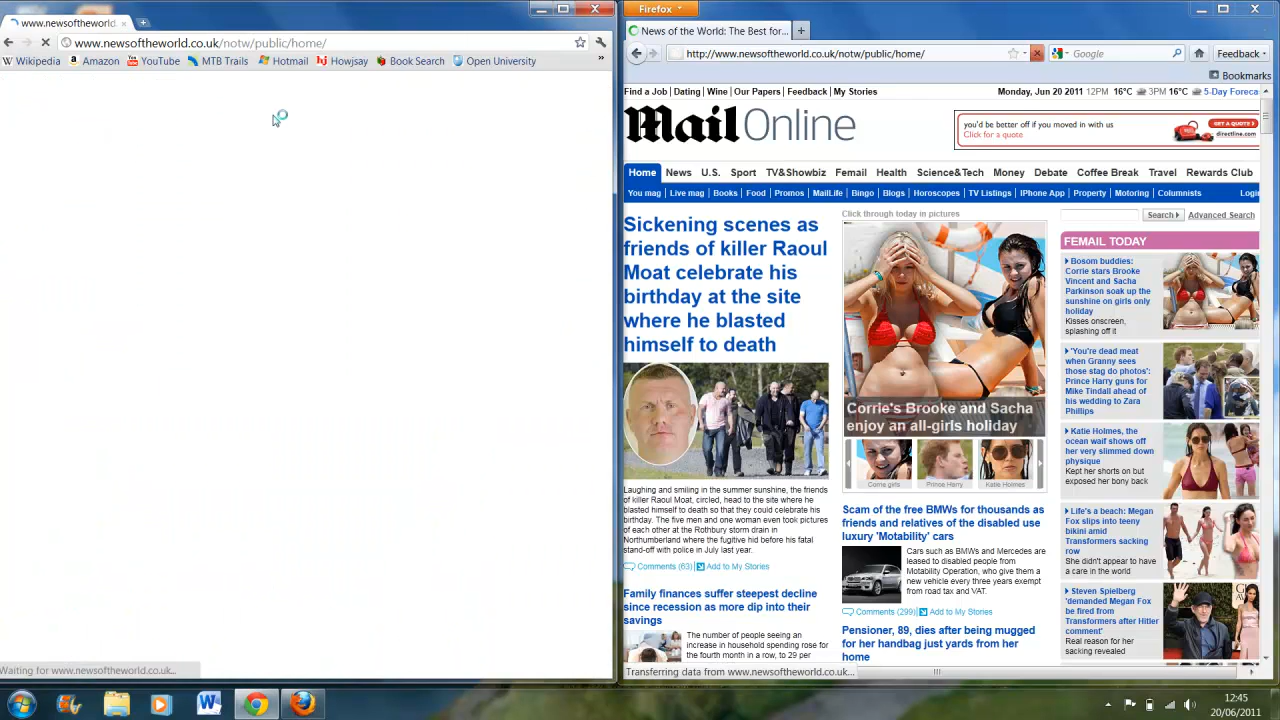 www.newsoftheworld.
www.newsoftheworld.co.uk/notw/public/home/
Wikipedia Amazon YouTube MTB Trails Hotmail Howjsay Book Search Open University »
Waiting for www.newsoftheworld.co.uk...
Firefox
News of the World: The Best for...
http://www.newsoftheworld.co.uk/notw/public/home/
Google
Feedback
Bookmarks
Find a Job | Dating | Wine | Our Papers | Feedback | My Stories
Monday, Jun 20 2011 12PM 16°C 3PM 16°C 5-Day Foreca
Mail Online
you'd be better off if you moved in with us
Click for a quote
GET A QUOTE
directline.com
Home News U.S. Sport TV&Showbiz Femail Health Science&Tech Money Debate Coffee Break Travel Rewards Club
You mag | Live mag | Books | Food | Promos | MailLife | Bingo | Blogs | Horoscopes | TV Listings | IPhone App | Property | Motoring | Columnists Login
Sickening scenes as
friends of killer Raoul
Moat celebrate his
birthday at the site
where he blasted
himself to death
Laughing and smiling in the summer sunshine, the friends
of killer Raoul Moat, circled, head to the site where he
blasted himself to death so that they could celebrate his
birthday. The five men and one woman even took pictures
of each other at the Rothbury storm drain in
Northumberland where the fugitive hid before his fatal
stand-off with police in July last year.
Comments (63) | Add to My Stories
Family finances suffer steepest decline
since recession as more dip into their
savings
The number of people seeing an
increase in household spending rose for
the fourth month in a row, to 29 per
Click through today in pictures
Corrie's Brooke and Sacha
enjoy an all-girls holiday
Corrie girls Prince Harry Katie Holmes
Scam of the free BMWs for thousands as
friends and relatives of the disabled use
luxury 'Motability' cars
Cars such as BMWs and Mercedes are
leased to disabled people from
Motability Operation, who give them a
new vehicle every three years exempt
from road tax and VAT.
Comments (299) | Add to My Stories
Pensioner, 89, dies after being mugged
for her handbag just yards from her
home
Search Advanced Search
FEMAIL TODAY
Bosom buddies:
Corrie stars Brooke
Vincent and Sacha
Parkinson soak up the
sunshine on girls only
holiday
Kisses onscreen,
splashing off it
'You're dead meat
when Granny sees
those stag do photos':
Prince Harry guns for
Mike Tindall ahead of
his wedding to Zara
Phillips
Katie Holmes, the
ocean waif shows off
her very slimmed down
physique
Kept her shorts on but
exposed her bony back
Life's a beach: Megan
Fox slips into teeny
bikini amid
Transformers sacking
row
She didn't appear to have
a care in the world
Steven Spielberg
'demanded Megan Fox
be fired from
Transformers after Hitler
comment'
Real reason for her
sacking revealed
Transferring data from www.newsoftheworld.co.uk...
12:45
20/06/2011